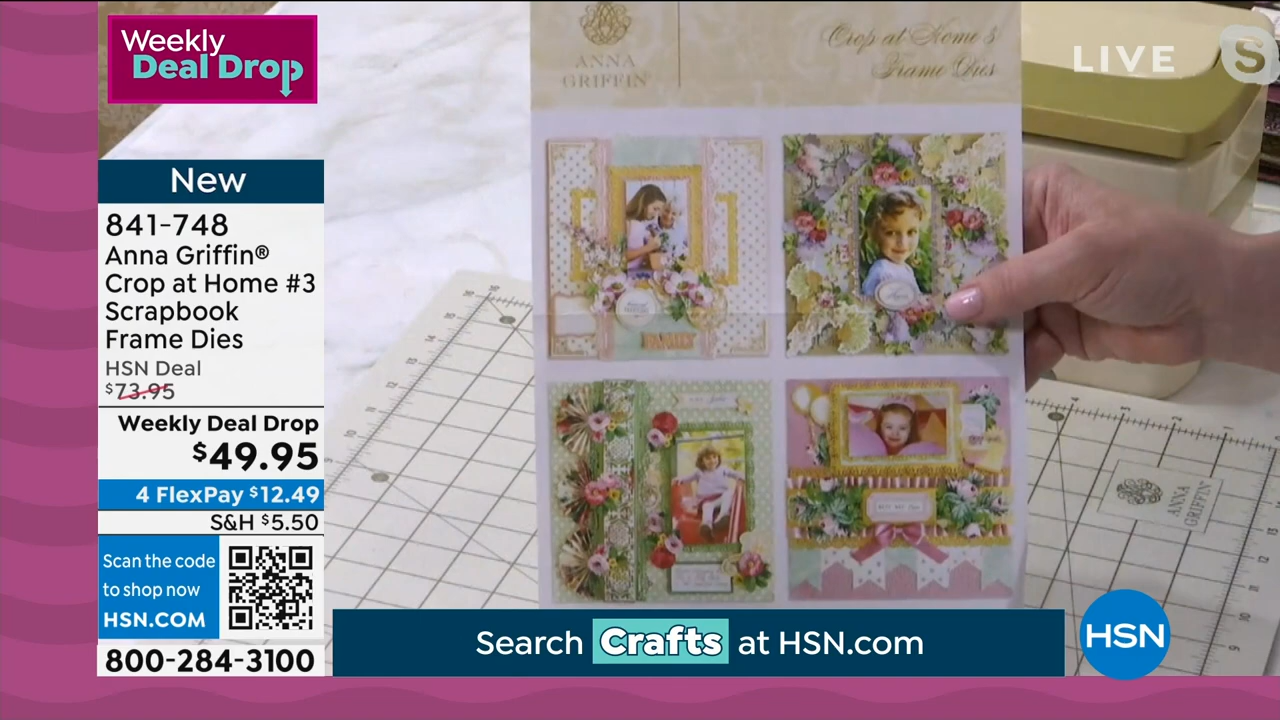 Weekly
Deal Drop
New
841-748
Anna Griffin®
Crop at Home #3
Scrapbook
Frame Dies
HSN Deal
$73.95
Weekly Deal Drop
$49.95
4 FlexPay $12.49
S&H $5.50
Scan the code
to shop now
HSN.COM
800-284-3100
ANNA
GRIFFIN
Crop at Home 3
Frame Dies
FAMILY
LIVE
S
ANNA
GRIFFIN
Search Crafts at HSN.com
HSN